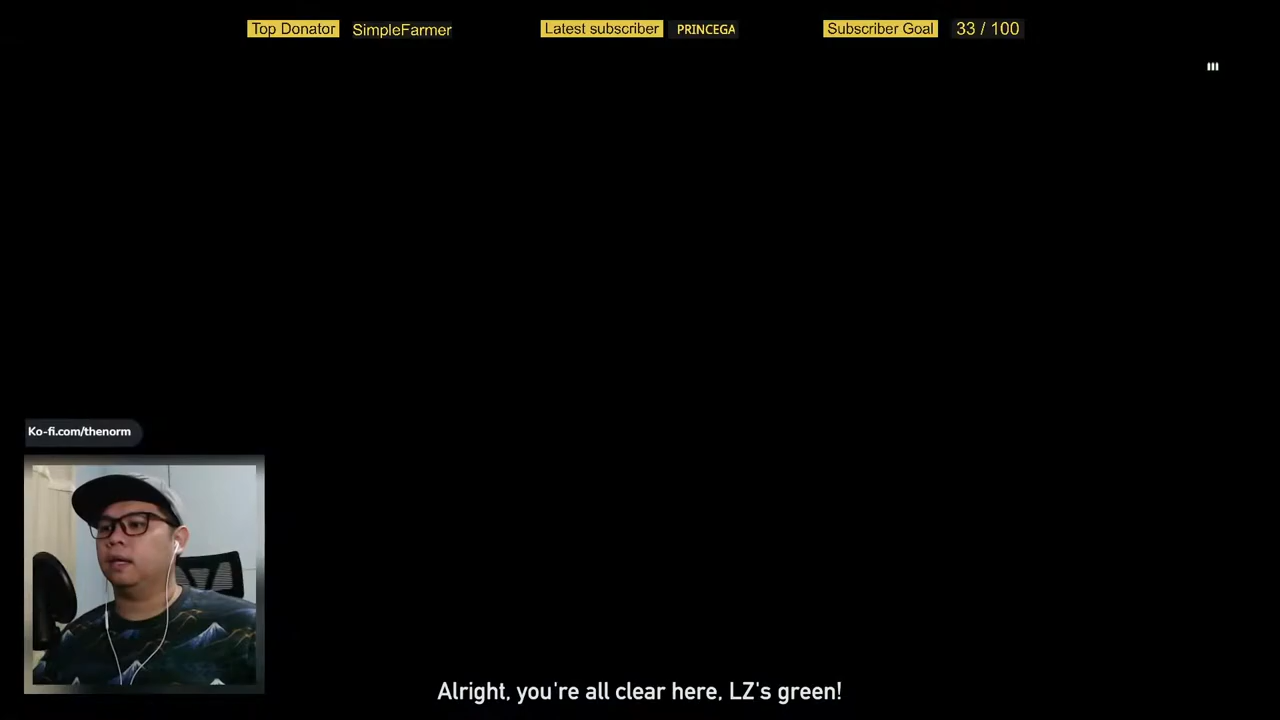 Top Donator SimpleFarmer Latest subscriber PRINCEGA Subscriber Goal 33 / 100
Ko-fi.com/thenorm
Alright, you're all clear here, LZ's green!